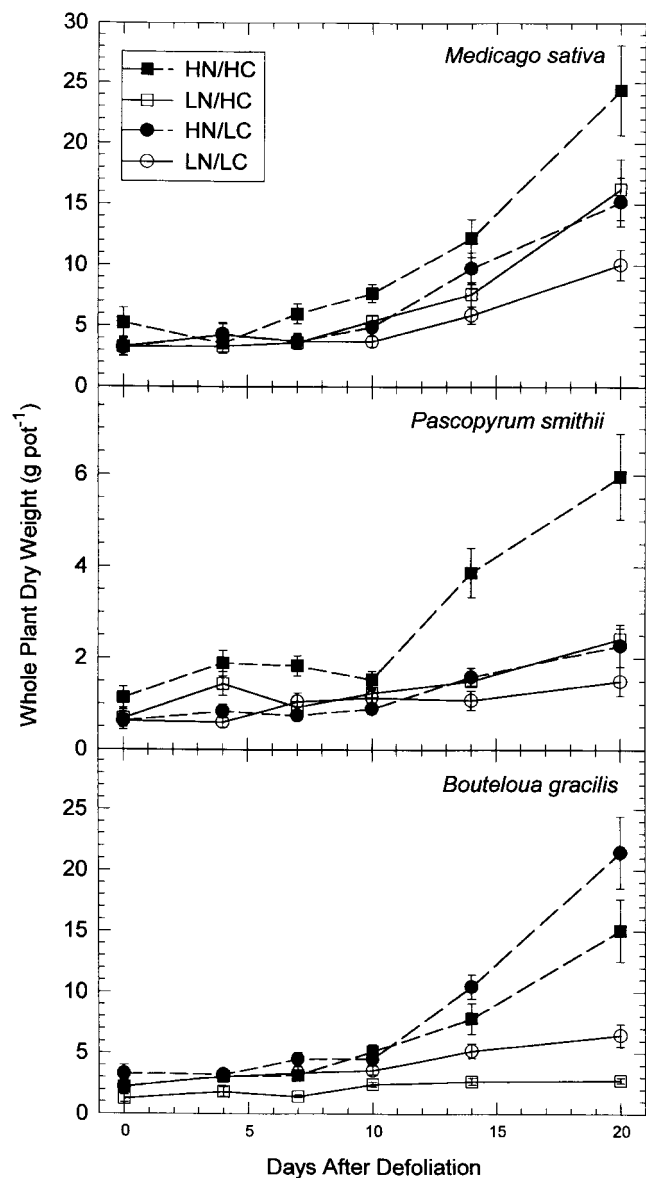 30
25
20
15
10
5
0
Medicago sativa
HN/HC
LN/HC
HN/LC
LN/LC
6
4
2
0
Pascopyrum smithii
25
20
15
10
5
0
Bouteloua gracilis
0
5
10
15
20
Whole Plant Dry Weight (g pot⁻¹)
Days After Defoliation